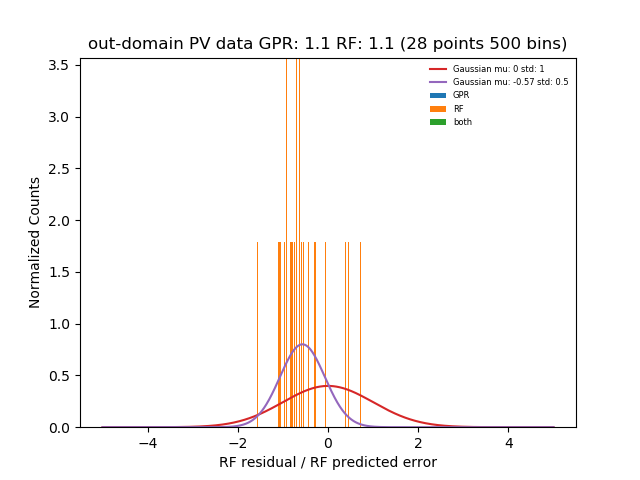 out-domain PV data GPR: 1.1 RF: 1.1 (28 points 500 bins)
Gaussian mu: 0 std: 1
Gaussian mu: -0.57 std: 0.5
GPR
RF
both
Normalized Counts
3.5
3.0
2.5
2.0
1.5
1.0
0.5
0.0
−4
−2
0
2
4
RF residual / RF predicted error